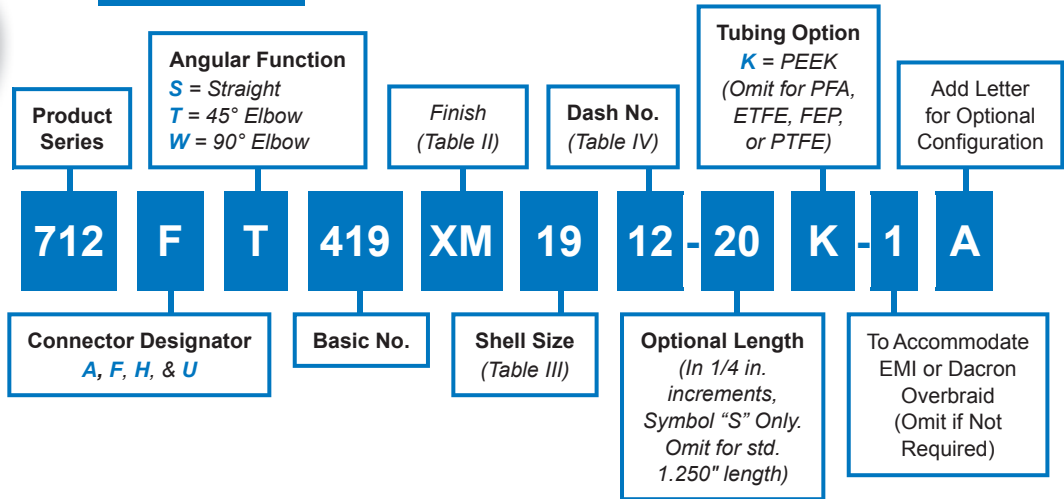 Product
Series
Angular Function
S = Straight
T = 45° Elbow
W = 90° Elbow
Finish
(Table II)
Dash No.
(Table IV)
Tubing Option
K = PEEK
(Omit for PFA,
ETFE, FEP,
or PTFE)
Add Letter
for Optional
Configuration
712 F T 419 XM 19 12 - 20 K - 1 A
Connector Designator
A, F, H, & U
Basic No.
Shell Size
(Table III)
Optional Length
(In 1/4 in.
increments,
Symbol “S” Only.
Omit for std.
1.250" length)
To Accommodate
EMI or Dacron
Overbraid
(Omit if Not
Required)